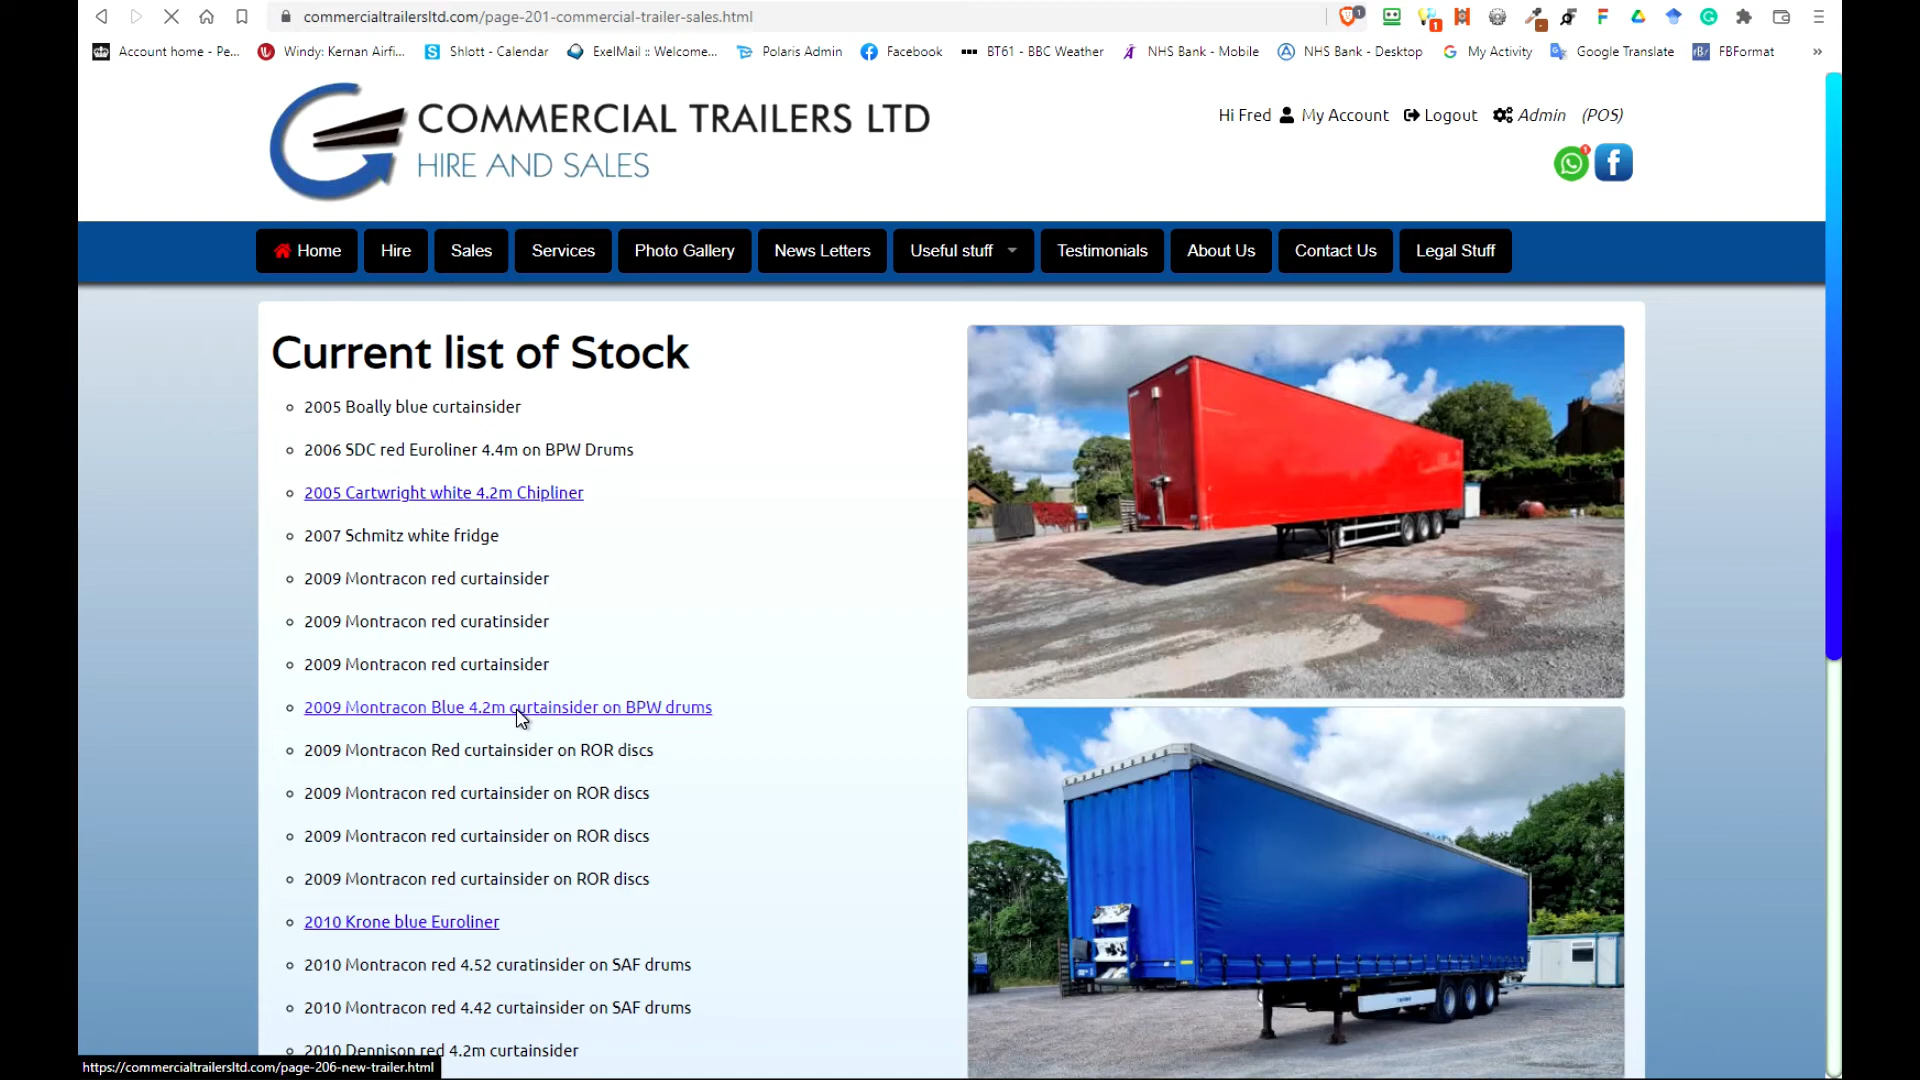 commercialtrailersltd.com/page-201-commercial-trailer-sales.html
1
1
Account home - Pe...
Windy: Kernan Airfi...
Shlott - Calendar
ExelMail :: Welcome...
Polaris Admin
Facebook
BT61 - BBC Weather
NHS Bank - Mobile
NHS Bank - Desktop
My Activity
Google Translate
FBFormat
»
COMMERCIAL TRAILERS LTD
HIRE AND SALES
Hi Fred My Account Logout Admin (POS)
1
Home Hire Sales Services Photo Gallery News Letters Useful stuff Testimonials About Us Contact Us Legal Stuff
Current list of Stock
2005 Boally blue curtainsider
2006 SDC red Euroliner 4.4m on BPW Drums
2005 Cartwright white 4.2m Chipliner
2007 Schmitz white fridge
2009 Montracon red curtainsider
2009 Montracon red curatinsider
2009 Montracon red curtainsider
2009 Montracon Blue 4.2m curtainsider on BPW drums
2009 Montracon Red curtainsider on ROR discs
2009 Montracon red curtainsider on ROR discs
2009 Montracon red curtainsider on ROR discs
2009 Montracon red curtainsider on ROR discs
2010 Krone blue Euroliner
2010 Montracon red 4.52 curatinsider on SAF drums
2010 Montracon red 4.42 curtainsider on SAF drums
2010 Dennison red 4.2m curtainsider
https://commercialtrailersltd.com/page-206-new-trailer.html